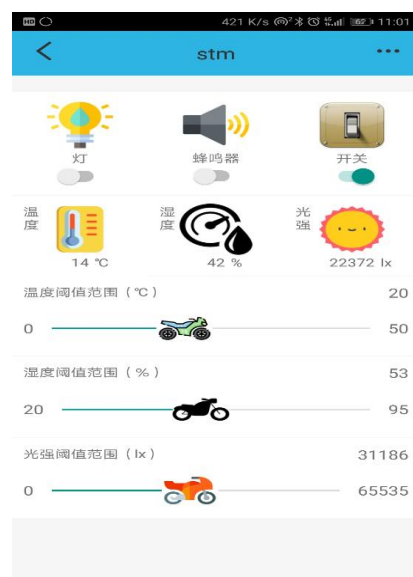 HD 421 K/s 62 11:01
stm
灯 蜂鸣器 开关
温度 湿度 光强
14 ℃ 42 % 22372 lx
温度阈值范围（℃） 20
0 50
湿度阈值范围（%） 53
20 95
光强阈值范围（lx） 31186
0 65535